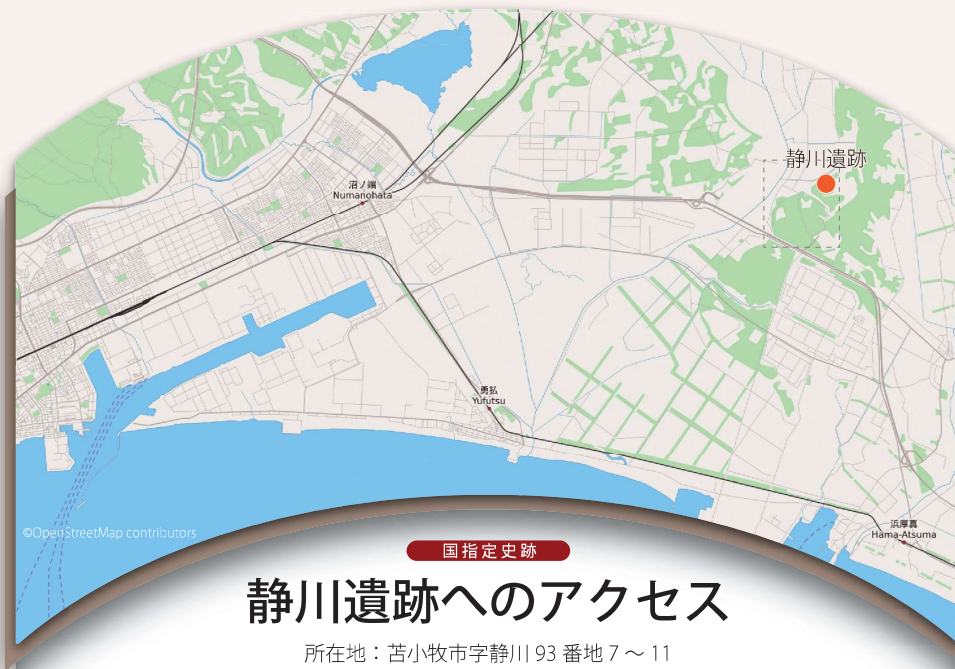 静川遺跡
沼ノ端
Numanohata
勇払
Yufutsu
浜厚真
Hama-Atsuma
©OpenStreetMap contributors
国指定史跡
静川遺跡へのアクセス
所在地：苫小牧市字静川 93 番地 7 ～ 11